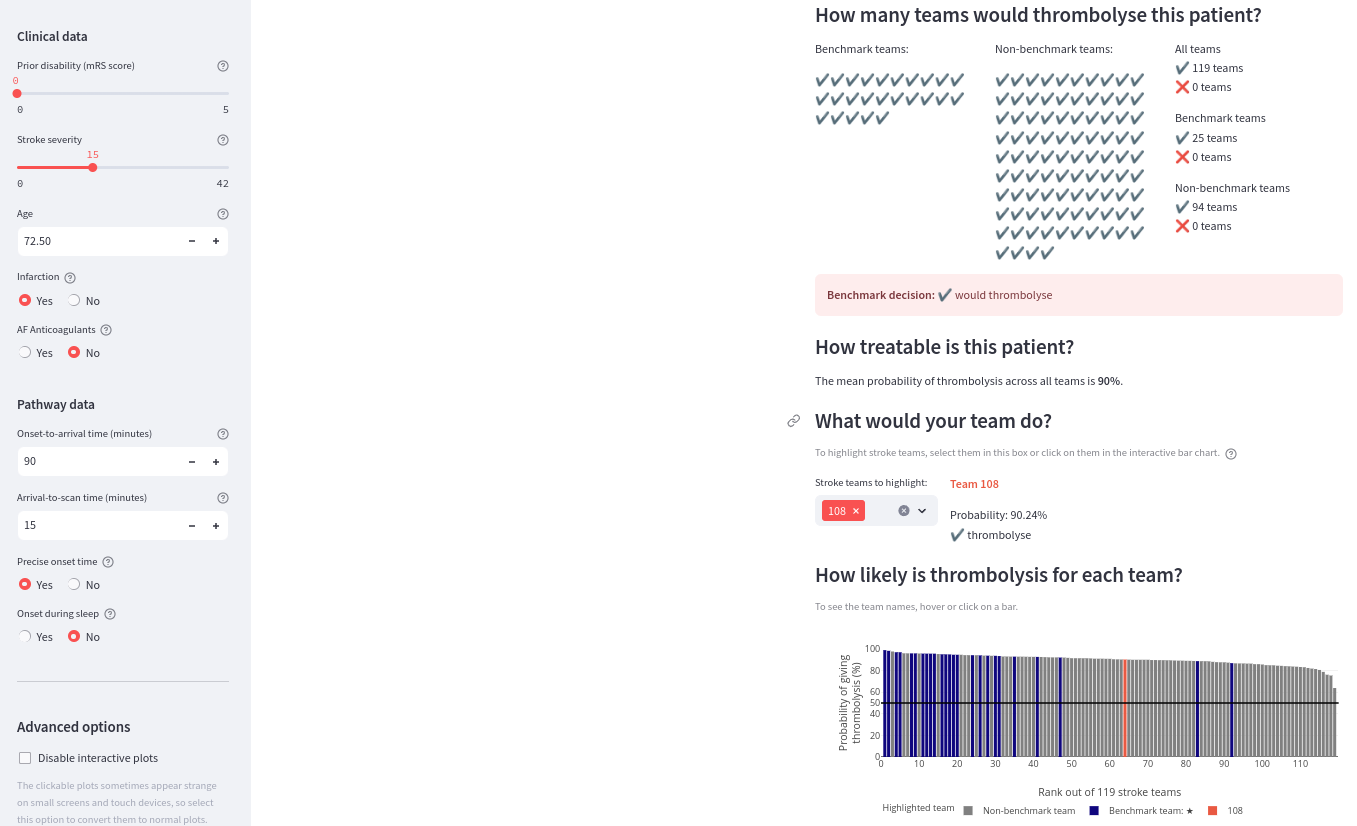 Clinical data
Prior disability (mRS score)
0
0 5
Stroke severity
15
0 42
Age
72.50
Infarction
Yes No
AF Anticoagulants
Yes No
Pathway data
Onset-to-arrival time (minutes)
90
Arrival-to-scan time (minutes)
15
Precise onset time
Yes No
Onset during sleep
Yes No
Advanced options
Disable interactive plots
The clickable plots sometimes appear strange
on small screens and touch devices, so select
this option to convert them to normal plots.
How many teams would thrombolyse this patient?
Benchmark teams:
Non-benchmark teams:
All teams
✔ 119 teams
❌ 0 teams
Benchmark teams
✔ 25 teams
❌ 0 teams
Non-benchmark teams
✔ 94 teams
❌ 0 teams
Benchmark decision: ✔ would thrombolyse
How treatable is this patient?
The mean probability of thrombolysis across all teams is 90%.
What would your team do?
To highlight stroke teams, select them in this box or click on them in the interactive bar chart.
Stroke teams to highlight:
108 ×
Team 108
Probability: 90.24%
✔ thrombolyse
How likely is thrombolysis for each team?
To see the team names, hover or click on a bar.
Probability of giving
thrombolysis (%)
100
80
60
50
40
20
0
0 10 20 30 40 50 60 70 80 90 100 110
Rank out of 119 stroke teams
Highlighted team Non-benchmark team Benchmark team: ★ 108